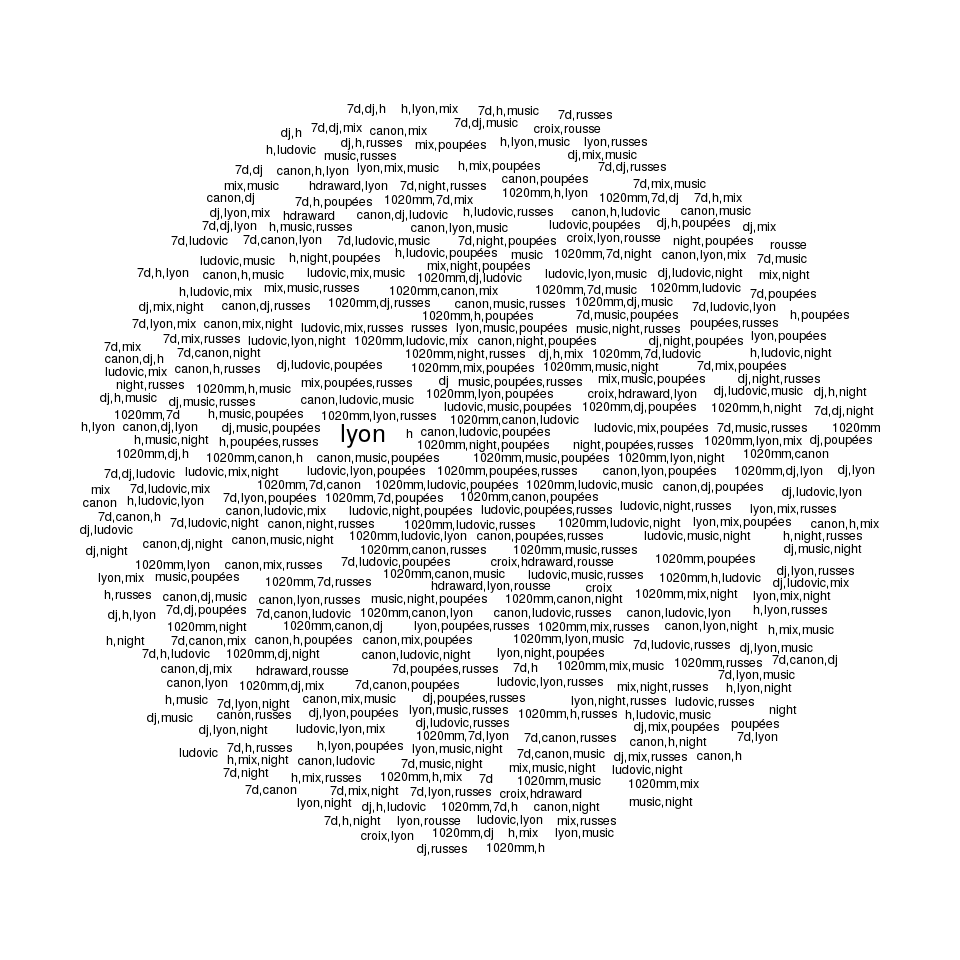 7d,dj,h h,lyon,mix 7d,h,music 7d,russes
dj,h 7d,dj,mix canon,mix 7d,dj,music croix,rousse
h,ludovic dj,h,russes mix,poupées h,lyon,music lyon,russes
music,russes dj,mix,music
7d,dj canon,h,lyon lyon,mix,music h,mix,poupées 7d,dj,russes
mix,music hdraward,lyon 7d,night,russes canon,poupées 7d,mix,music
canon,dj 7d,h,poupées 1020mm,7d,mix 1020mm,h,lyon 1020mm,7d,dj 7d,h,mix
dj,lyon,mix hdraward canon,dj,ludovic h,ludovic,russes canon,h,ludovic canon,music
7d,dj,lyon h,music,russes canon,lyon,music ludovic,poupées dj,h,poupées dj,mix
7d,ludovic 7d,canon,lyon 7d,ludovic,music 7d,night,poupées croix,lyon,rousse night,poupées rousse
ludovic,music h,night,poupées h,ludovic,poupées music 1020mm,7d,night canon,lyon,mix 7d,music
7d,h,lyon canon,h,music ludovic,mix,music mix,night,poupées ludovic,lyon,music dj,ludovic,night mix,night
1020mm,dj,ludovic
h,ludovic,mix mix,music,russes 1020mm,canon,mix 1020mm,7d,music 1020mm,ludovic 7d,poupées
dj,mix,night canon,dj,russes 1020mm,dj,russes canon,music,russes 1020mm,dj,music 7d,ludovic,lyon
1020mm,h,poupées 7d,music,poupées h,poupées
7d,lyon,mix canon,mix,night ludovic,mix,russes russes lyon,music,poupées music,night,russes poupées,russes
7d,mix,russes ludovic,lyon,night 1020mm,ludovic,mix canon,night,poupées dj,night,poupées lyon,poupées
7d,mix 7d,canon,night 1020mm,night,russes dj,h,mix 1020mm,7d,ludovic h,ludovic,night
canon,dj,h
ludovic,mix canon,h,russes dj,ludovic,poupées 1020mm,mix,poupées 1020mm,music,night 7d,mix,poupées
night,russes 1020mm,h,music mix,poupées,russes dj music,poupées,russes mix,music,poupées dj,night,russes
dj,h,music dj,music,russes canon,ludovic,music 1020mm,lyon,poupées croix,hdraward,lyon dj,ludovic,music dj,h,night
1020mm,7d h,music,poupées 1020mm,lyon,russes ludovic,music,poupées 1020mm,dj,poupées 1020mm,h,night 7d,dj,night
1020mm,canon,ludovic
h,lyon canon,dj,lyon dj,music,poupées lyon h canon,ludovic,poupées ludovic,mix,poupées 7d,music,russes 1020mm
h,music,night h,poupées,russes 1020mm,night,poupées night,poupées,russes 1020mm,lyon,mix dj,poupées
1020mm,dj,h 1020mm,canon,h canon,music,poupées 1020mm,music,poupées 1020mm,lyon,night 1020mm,canon
7d,dj,ludovic ludovic,mix,night ludovic,lyon,poupées 1020mm,poupées,russes canon,lyon,poupées 1020mm,dj,lyon dj,lyon
mix 7d,ludovic,mix 1020mm,7d,canon 1020mm,ludovic,poupées 1020mm,ludovic,music canon,dj,poupées dj,ludovic,lyon
canon h,ludovic,lyon 7d,lyon,poupées 1020mm,7d,poupées 1020mm,canon,poupées
7d,canon,h canon,ludovic,mix ludovic,night,poupées ludovic,poupées,russes ludovic,night,russes lyon,mix,russes
dj,ludovic 7d,ludovic,night canon,night,russes 1020mm,ludovic,russes 1020mm,ludovic,night lyon,mix,poupées canon,h,mix
dj,night canon,dj,night canon,music,night 1020mm,ludovic,lyon canon,poupées,russes ludovic,music,night h,night,russes
1020mm,canon,russes 1020mm,music,russes dj,music,night
1020mm,lyon canon,mix,russes 7d,ludovic,poupées croix,hdraward,rousse 1020mm,poupées
lyon,mix music,poupées 1020mm,7d,russes 1020mm,canon,music ludovic,music,russes 1020mm,h,ludovic dj,lyon,russes
hdraward,lyon,rousse croix dj,ludovic,mix
h,russes canon,dj,music canon,lyon,russes music,night,poupées 1020mm,canon,night 1020mm,mix,night lyon,mix,night
dj,h,lyon 7d,dj,poupées 7d,canon,ludovic 1020mm,canon,lyon canon,ludovic,russes canon,ludovic,lyon h,lyon,russes
1020mm,night 1020mm,canon,dj lyon,poupées,russes 1020mm,mix,russes canon,lyon,night h,mix,music
h,night 7d,canon,mix canon,h,poupées canon,mix,poupées 1020mm,lyon,music 7d,ludovic,russes dj,lyon,music
7d,h,ludovic 1020mm,dj,night canon,ludovic,night lyon,night,poupées
canon,dj,mix hdraward,rousse 7d,poupées,russes 7d,h 1020mm,mix,music 1020mm,russes 7d,canon,dj
canon,lyon 1020mm,dj,mix 7d,canon,poupées ludovic,lyon,russes mix,night,russes 7d,lyon,music
h,lyon,night
h,music 7d,lyon,night canon,mix,music dj,poupées,russes lyon,night,russes ludovic,russes
dj,music canon,russes dj,lyon,poupées lyon,music,russes 1020mm,h,russes h,ludovic,music night
dj,lyon,night ludovic,lyon,mix dj,ludovic,russes dj,mix,poupées poupées
1020mm,7d,lyon 7d,canon,russes canon,h,night 7d,lyon
ludovic 7d,h,russes h,lyon,poupées lyon,music,night 7d,canon,music dj,mix,russes canon,h
h,mix,night canon,ludovic 7d,music,night mix,music,night ludovic,night
7d,night h,mix,russes 1020mm,h,mix 7d 1020mm,music 1020mm,mix
7d,canon 7d,mix,night 7d,lyon,russes croix,hdraward
lyon,night dj,h,ludovic 1020mm,7d,h canon,night music,night
7d,h,night lyon,rousse ludovic,lyon mix,russes
croix,lyon 1020mm,dj h,mix lyon,music
dj,russes 1020mm,h